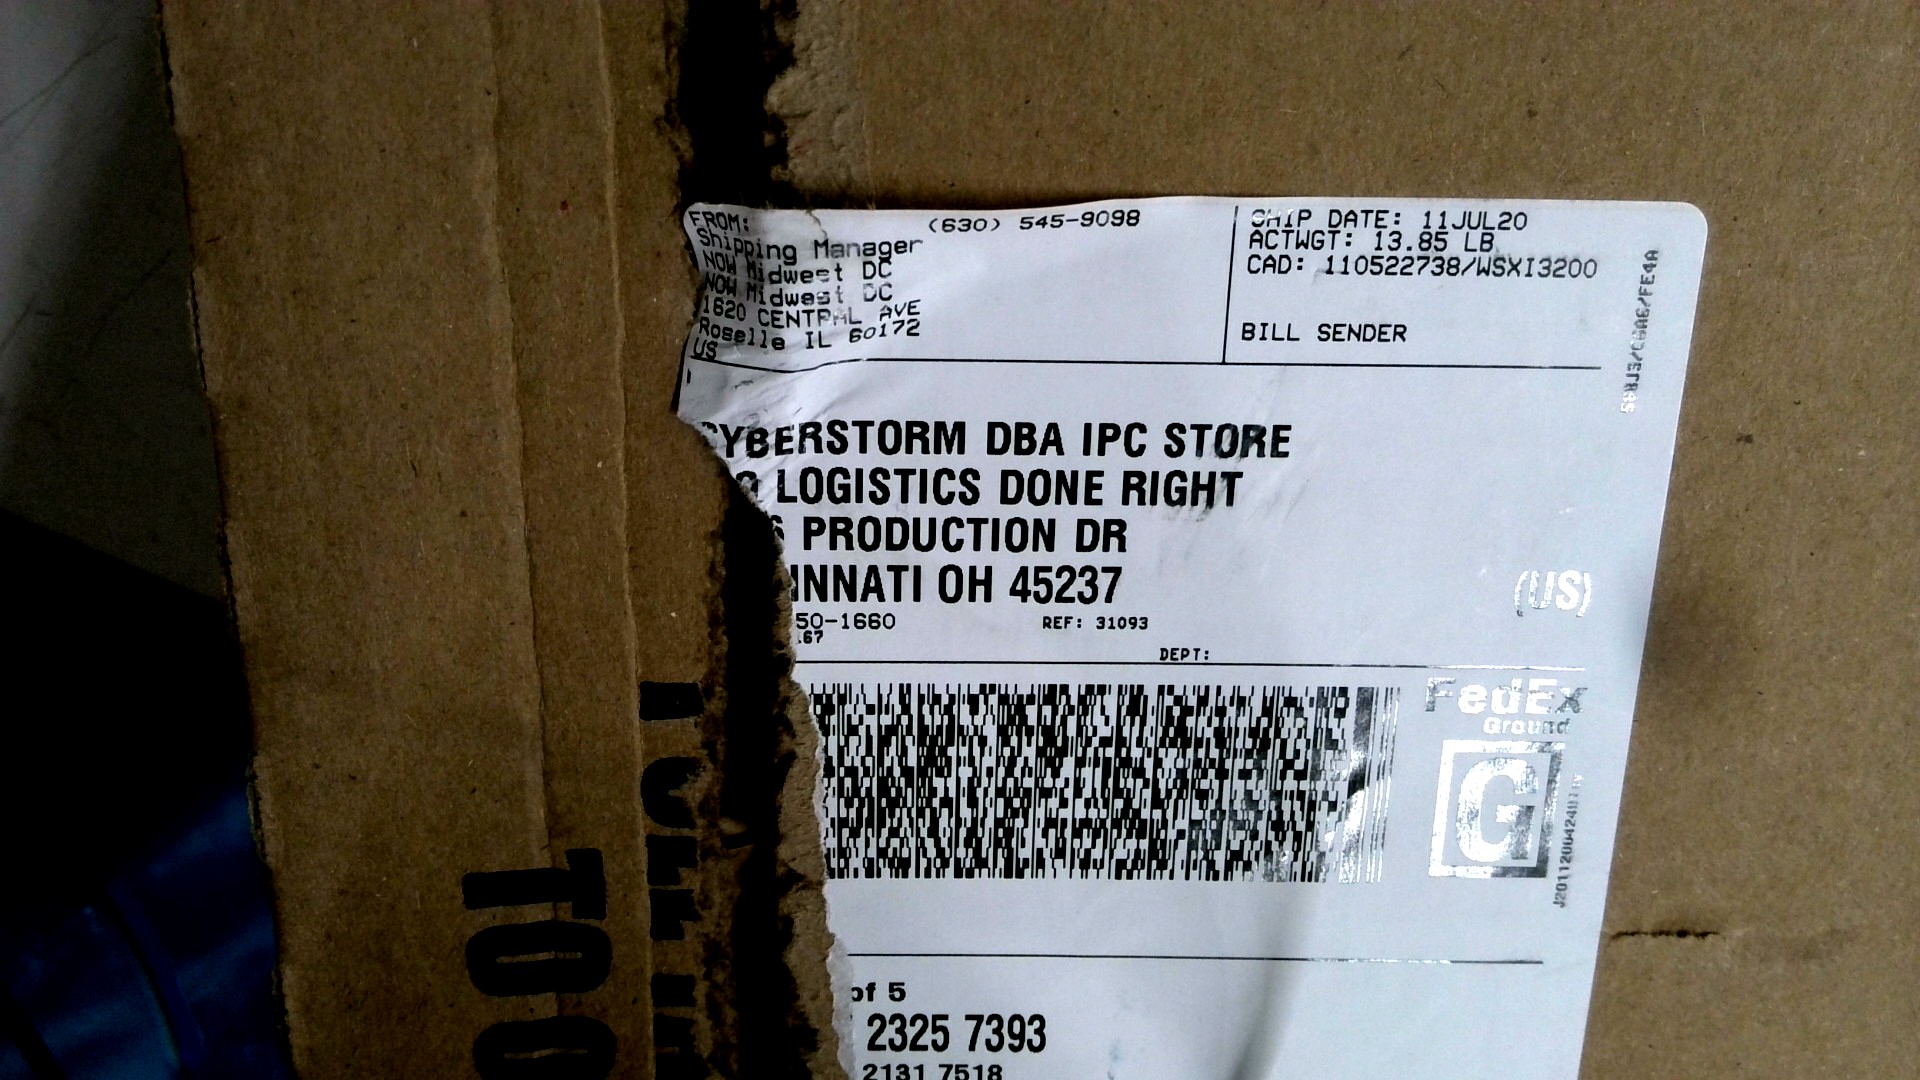 FROM: (630) 545-9098
Shipping Manager
NOW Midwest DC
NOW Midwest DC
1620 CENTRAL AVE
Roselle IL 60172
US
SHIP DATE: 11JUL20
ACTWGT: 13.85 LB
CAD: 110522738/WSXI3200
BILL SENDER
YBERSTORM DBA IPC STORE
LOGISTICS DONE RIGHT
PRODUCTION DR
INNATI OH 45237
(US)
50-1660 REF: 31093
67
DEPT:
FedEx
Ground
G
of 5
2325 7393
2131 7518
TOO